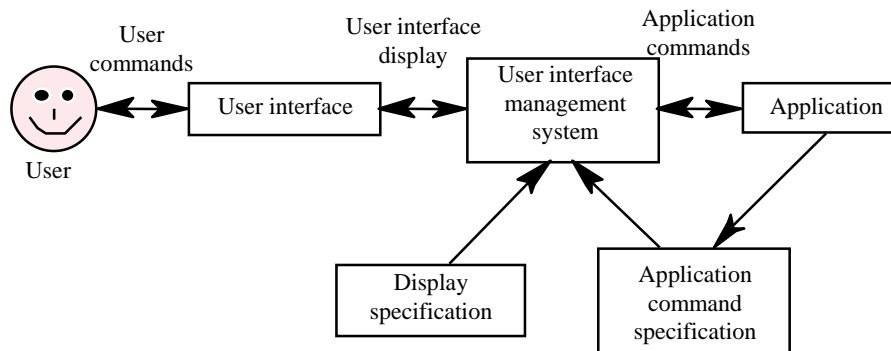 User
commands
User interface
display
Application
commands
User interface
User interface
management
system
Application
User
Display
specification
Application
command
specification